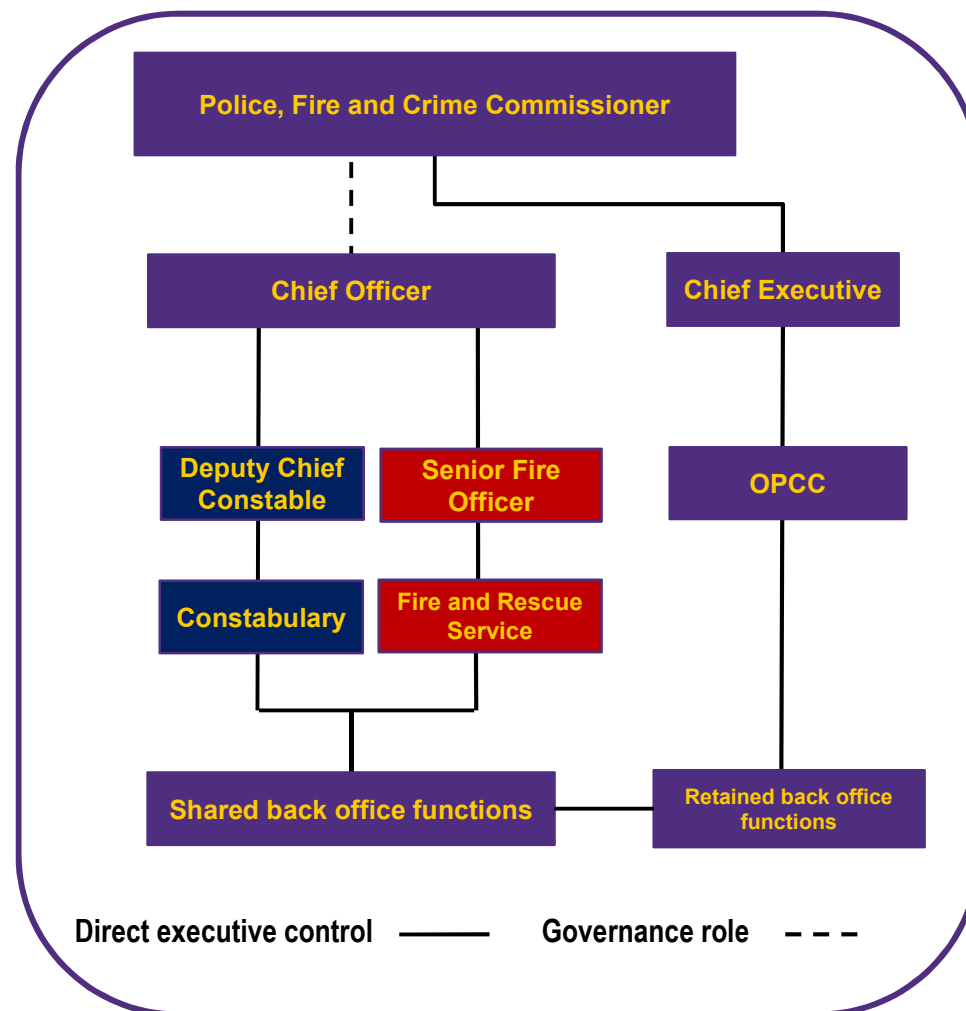 Police, Fire and Crime Commissioner
Chief Officer
Chief Executive
Deputy Chief
Constable
Senior Fire
Officer
OPCC
Constabulary
Fire and Rescue
Service
Shared back office functions
Retained back office
functions
Direct executive control
Governance role